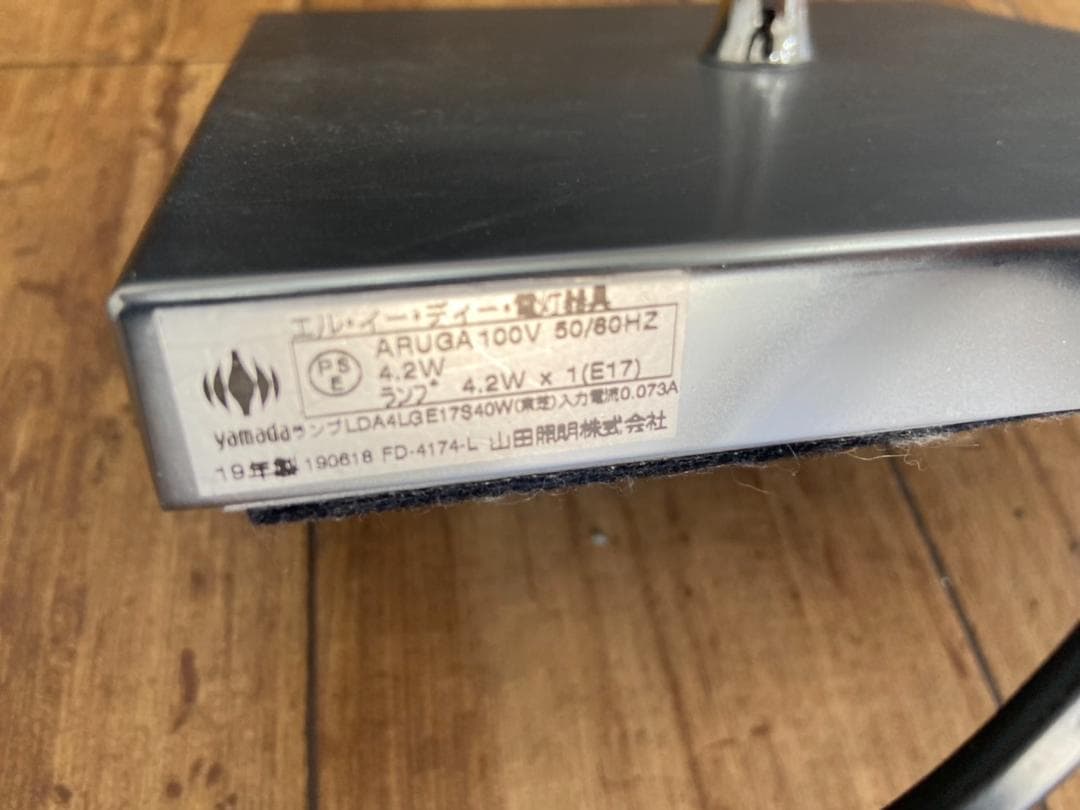 エル・イー・ディー・電灯器具
PS
E
ARUGA 100V 50/60HZ
4.2W
ランプ 4.2W x 1(E17)
yamada
ランプLDA4LGE17S40W(東芝)入力電流0.073A
19年製 190618 FD-4174-L 山田照明株式会社